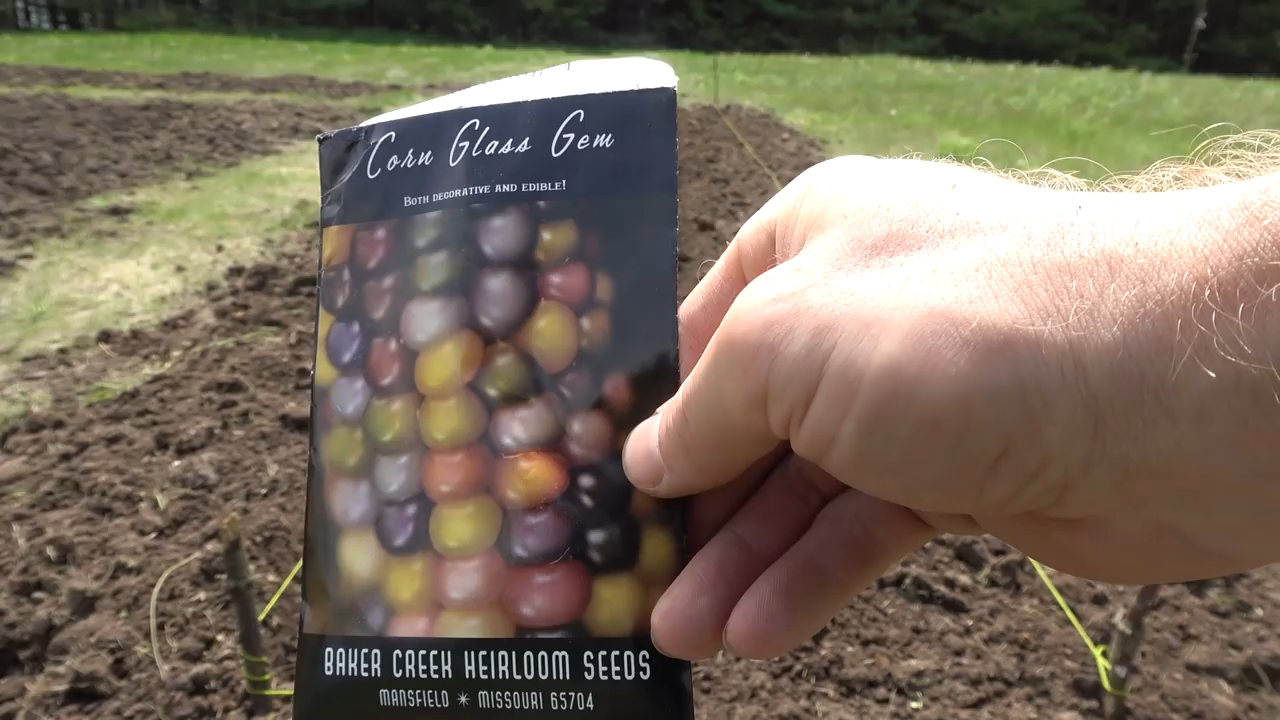 Corn Glass Gem
Both decorative and edible!
BAKER CREEK HEIRLOOM SEEDS
MANSFIELD ✴ MISSOURI 65704